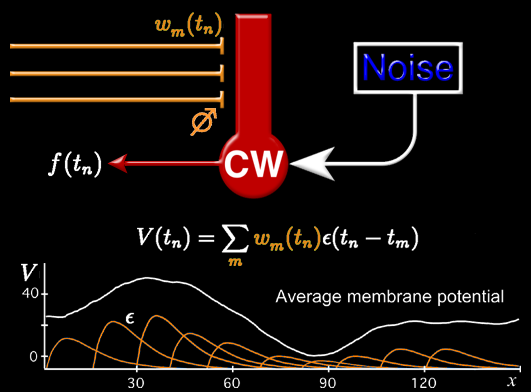 w_m(t_n)
Noise
f(t_n)
CW
V(t_n) = ∑_m w_m(t_n)ϵ(t_n − t_m)
V
40
Average membrane potential
ϵ
0
30 60 90 120 x